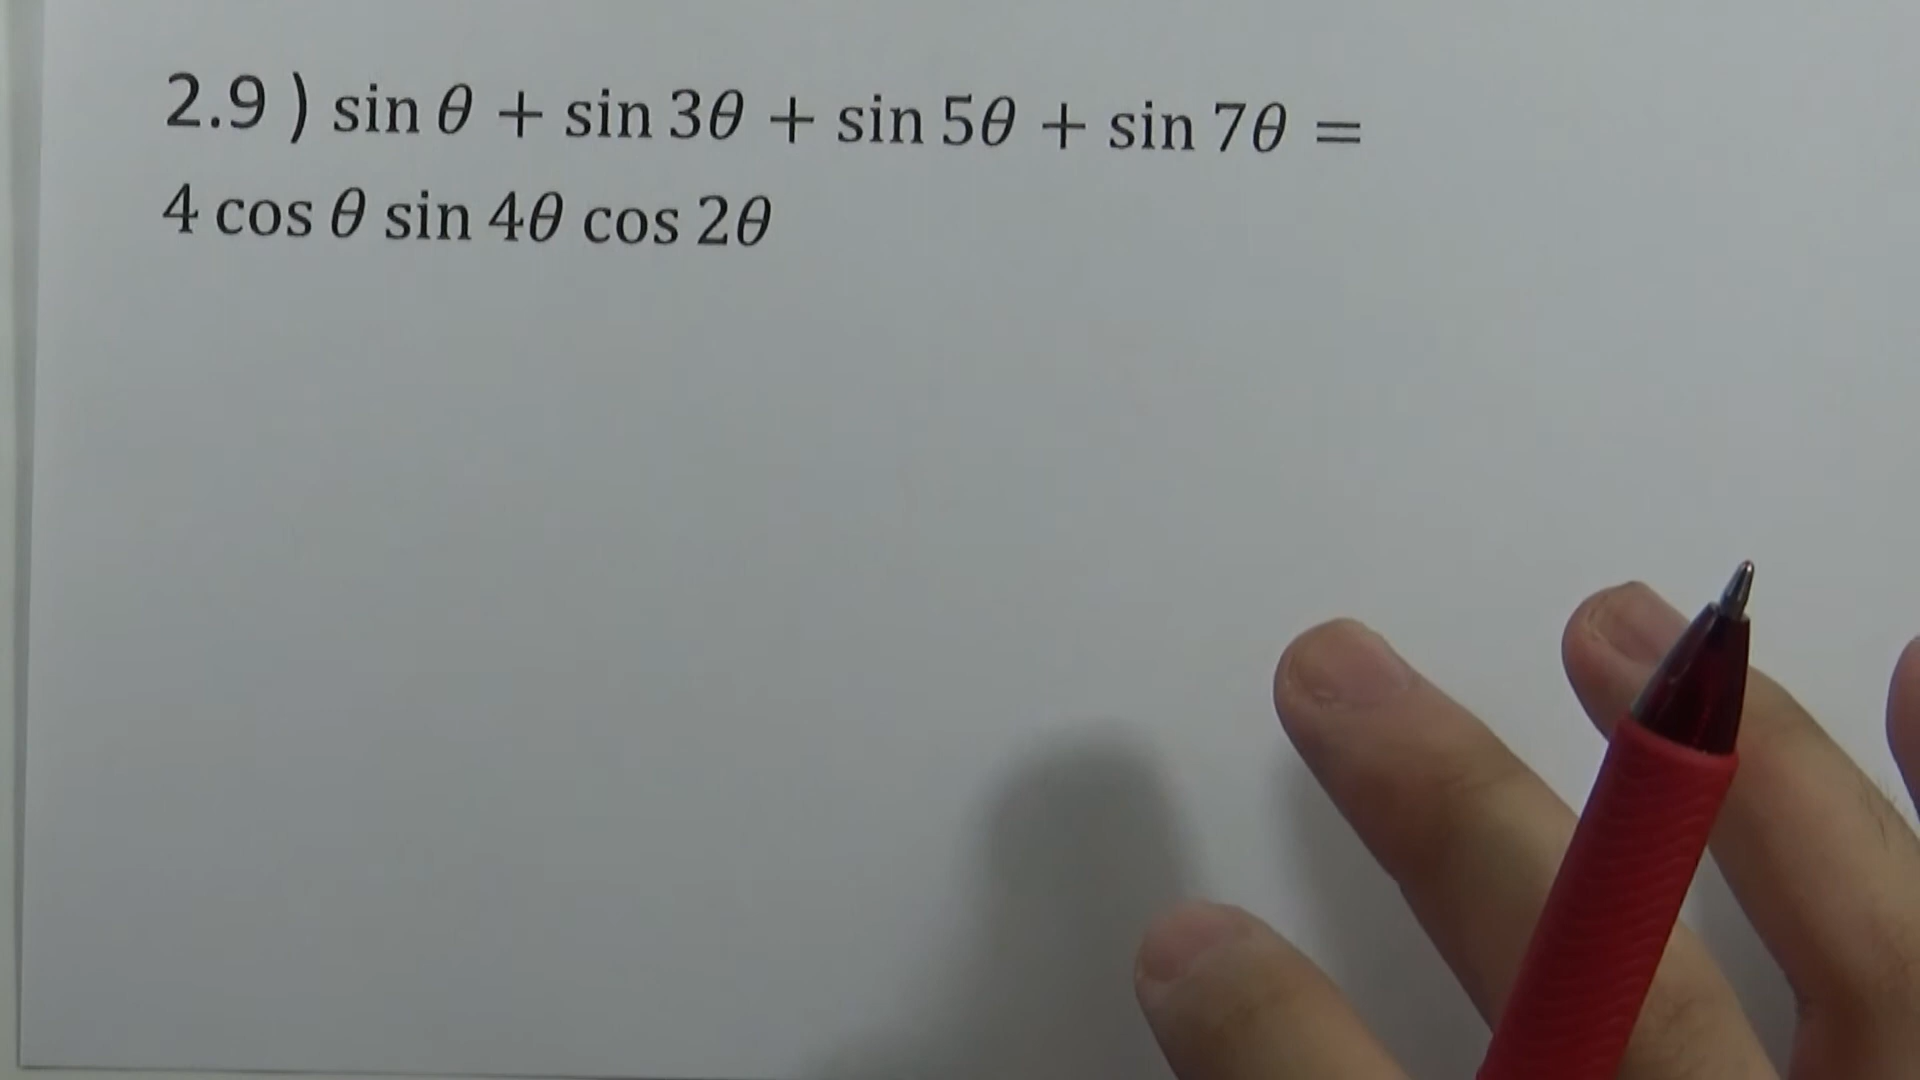 2.9 ) sin θ + sin 3θ + sin 5θ + sin 7θ =
4 cos θ sin 4θ cos 2θ